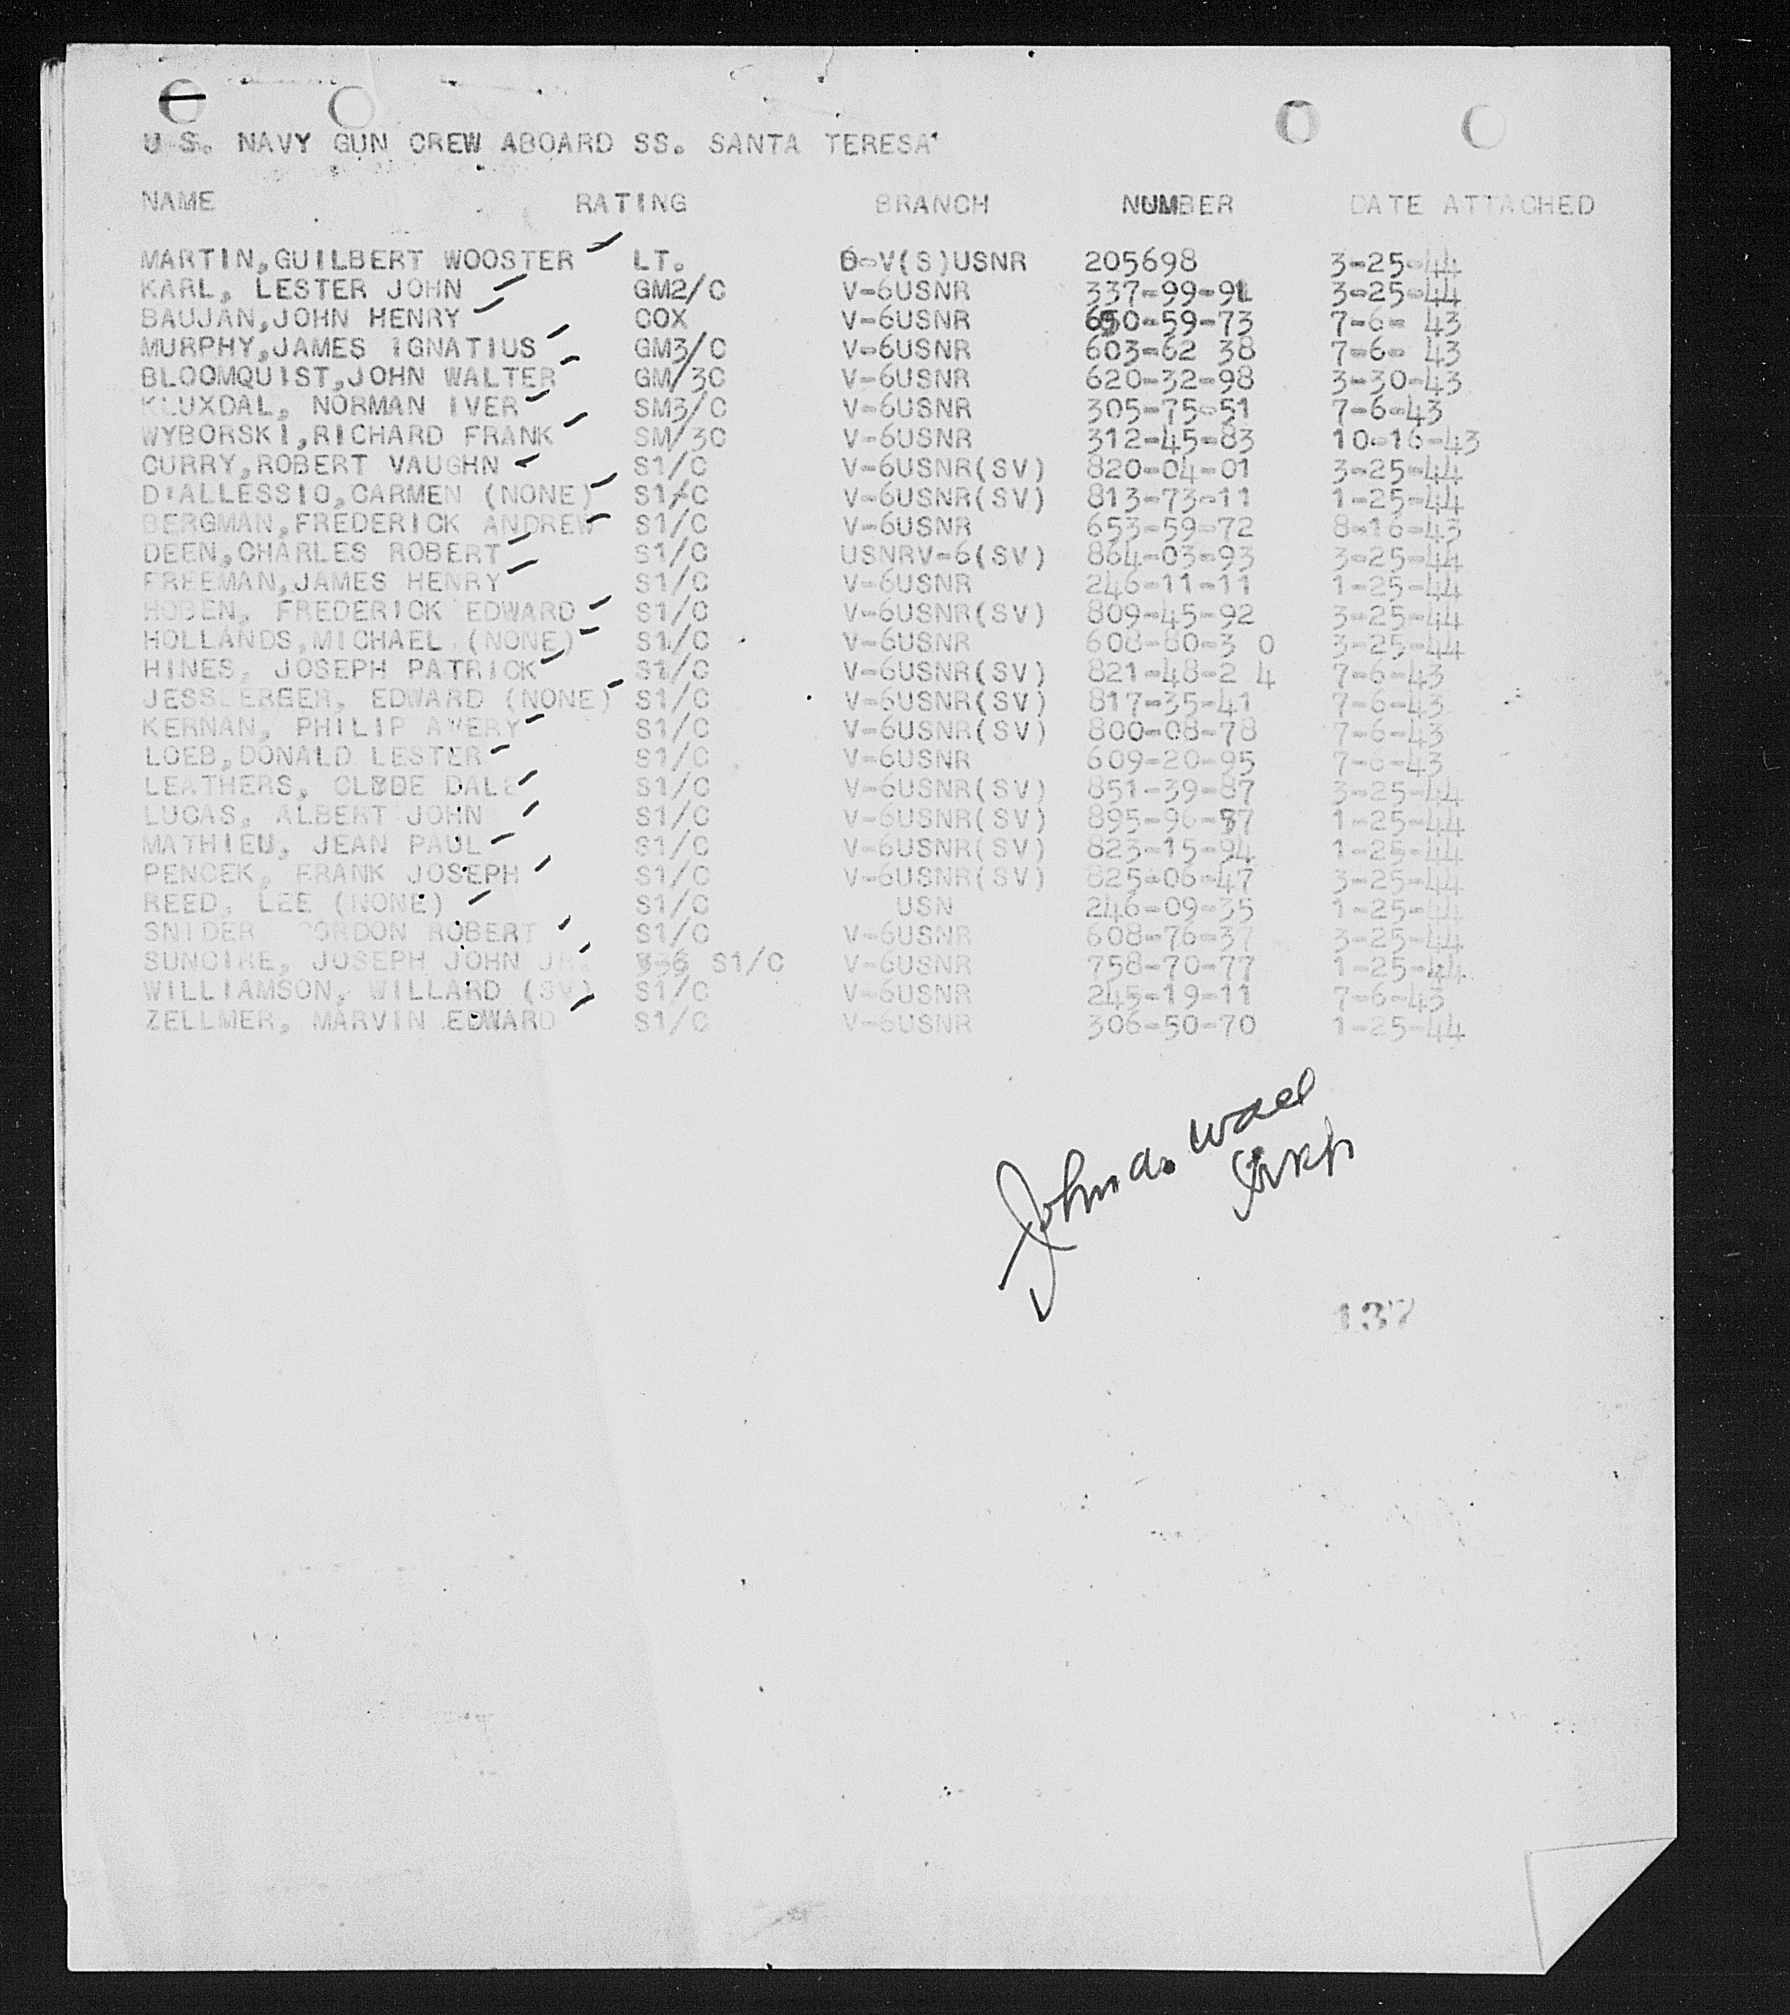 U.S. NAVY GUN CREW ABOARD SS. SANTA TERESA
NAME RATING BRANCH NUMBER DATE ATTACHED
MARTIN,GUILBERT WOOSTER LT. D-V(S)USNR 205698 3-25-44
KARL, LESTER JOHN GM2/C V-6USNR 337-99-91 3-25-44
BAUJAN,JOHN HENRY COX V-6USNR 650-59-73 7-6- 43
MURPHY,JAMES IGNATIUS GM3/C V-6USNR 603-62 38 7-6- 43
BLOOMQUIST,JOHN WALTER GM/3C V-6USNR 620-32-98 3-30-43
KLUXDAL, NORMAN IVER SM3/C V-6USNR 305-75-51 7-6-43
WYBORSKI,RICHARD FRANK SM/3C V-6USNR 312-45-83 10-16-43
CURRY,ROBERT VAUGHN S1/C V-6USNR(SV) 820-04-01 3-25-44
D'ALLESSIO,CARMEN (NONE) S1/C V-6USNR(SV) 813-73-11 1-25-44
BERGMAN,FREDERICK ANDREW S1/C V-6USNR 653-59-72 8-16-43
DEEN,CHARLES ROBERT S1/C USNRV-6(SV) 864-03-93 3-25-44
FREEMAN,JAMES HENRY S1/C V-6USNR 246-11-11 1-25-44
HOBEN, FREDERICK EDWARD S1/C V-6USNR(SV) 809-45-92 3-25-44
HOLLANDS,MICHAEL (NONE) S1/C V-6USNR 608-80-3 0 3-25-44
HINES, JOSEPH PATRICK S1/C V-6USNR(SV) 821-48-2 4 7-6-43
JESSLERBER, EDWARD (NONE) S1/C V-6USNR(SV) 817-35-41 7-6-43
KERNAN, PHILIP AVERY S1/C V-6USNR(SV) 800-08-78 7-6-43
LOEB,DONALD LESTER S1/C V-6USNR 609-20-95 7-6-43
LEATHERS, CLYDE DALE S1/C V-6USNR(SV) 851-39-87 3-25-44
LUCAS, ALBERT JOHN S1/C V-6USNR(SV) 895-96-57 1-25-44
MATHIEU, JEAN PAUL S1/C V-6USNR(SV) 823-15-94 1-25-44
PENCEK, FRANK JOSEPH S1/C V-6USNR(SV) 825-06-47 3-25-44
REED, LEE (NONE) S1/C USN 246-09-35 1-25-44
SNIDER GORDON ROBERT S1/C V-6USNR 608-76-37 3-25-44
JOSEPH JOHN JR. S1/C V-6USNR 758-70-77 1-25-44
WILLIAMSON, WILLARD (SV) S1/C V-6USNR 245-19-11 7-6-43
ZELLMER, MARVIN EDWARD S1/C V-6USNR 306-50-70 1-25-44
John a. Wall
137